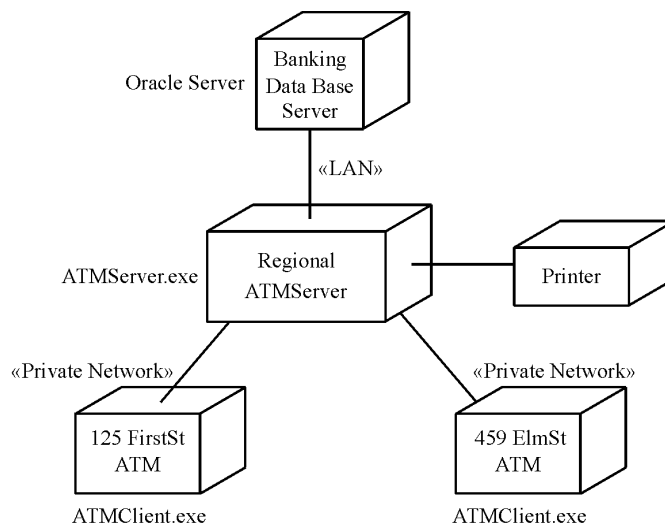 Banking
Data Base
Server
Oracle Server
«LAN»
Regional
ATMServer
ATMServer.exe
Printer
«Private Network»
«Private Network»
125 FirstSt
ATM
459 ElmSt
ATM
ATMClient.exe
ATMClient.exe